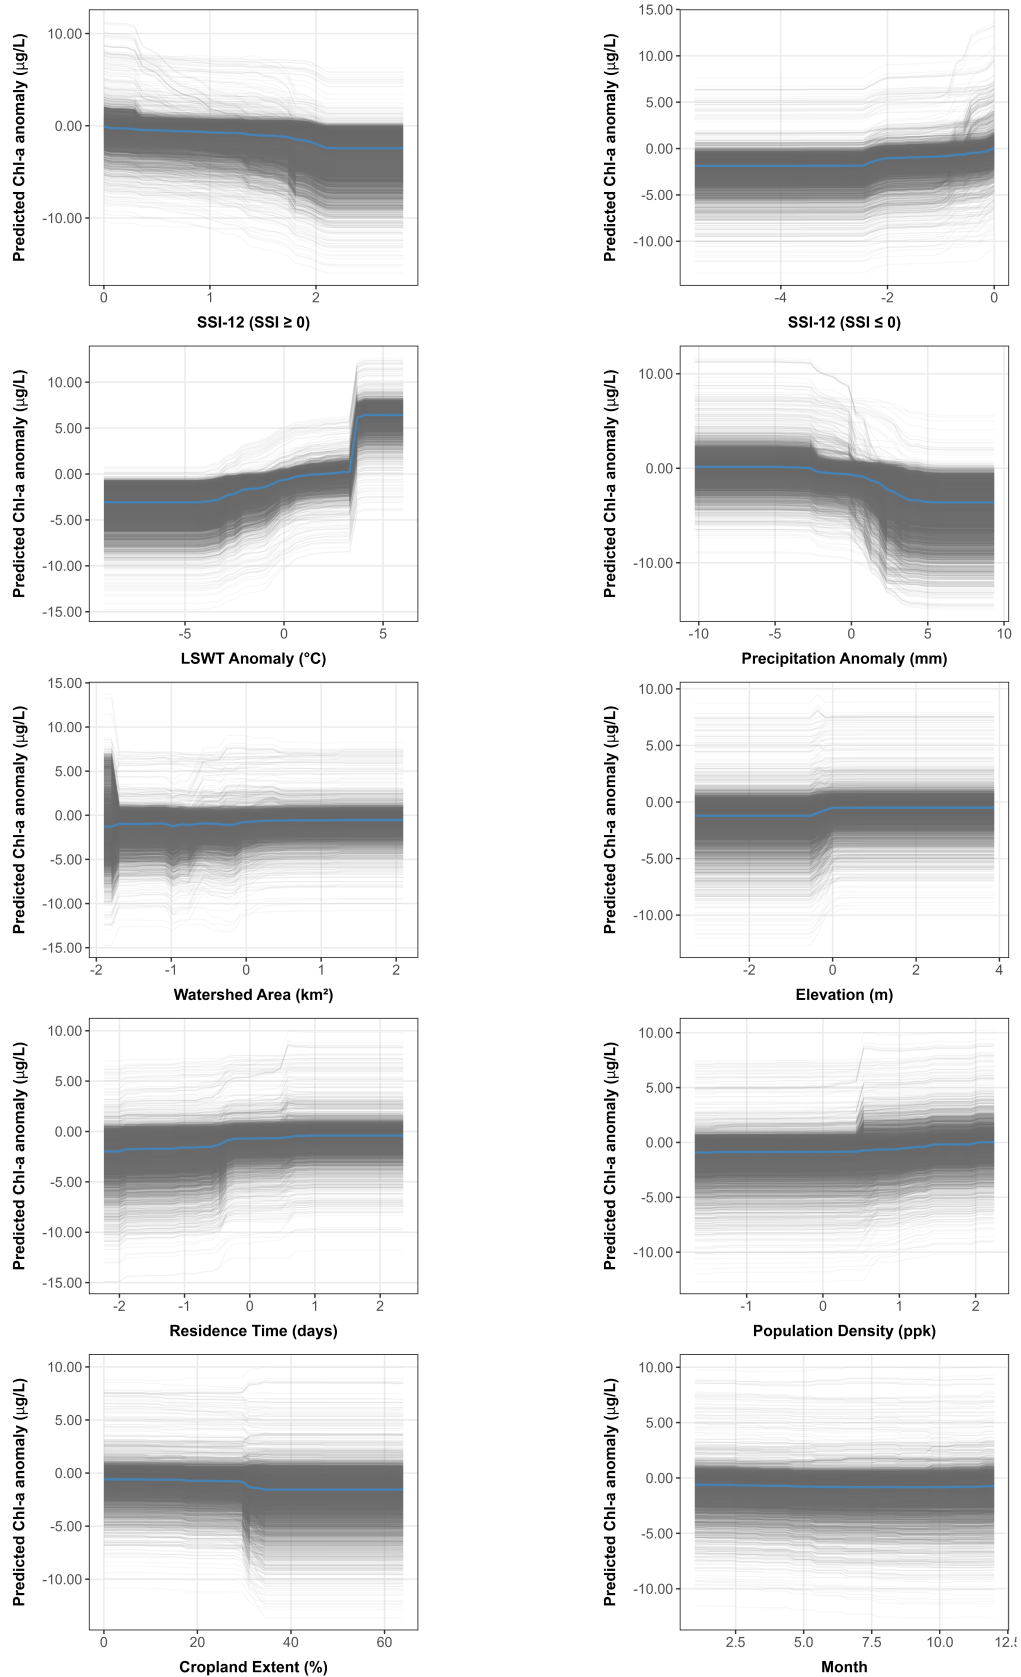 Predicted Chl-a anomaly (µg/L)
10.00
0.00
-10.00
0 1 2
SSI-12 (SSI ≥ 0)
Predicted Chl-a anomaly (µg/L)
15.00
10.00
5.00
0.00
-5.00
-10.00
-4 -2 0
SSI-12 (SSI ≤ 0)
Predicted Chl-a anomaly (µg/L)
10.00
5.00
0.00
-5.00
-10.00
-15.00
-5 0 5
LSWT Anomaly (°C)
Predicted Chl-a anomaly (µg/L)
10.00
0.00
-10.00
-10 -5 0 5 10
Precipitation Anomaly (mm)
Predicted Chl-a anomaly (µg/L)
15.00
10.00
5.00
0.00
-5.00
-10.00
-15.00
-2 -1 0 1 2
Watershed Area (km²)
Predicted Chl-a anomaly (µg/L)
10.00
5.00
0.00
-5.00
-10.00
-2 0 2 4
Elevation (m)
Predicted Chl-a anomaly (µg/L)
10.00
5.00
0.00
-5.00
-10.00
-15.00
-2 -1 0 1 2
Residence Time (days)
Predicted Chl-a anomaly (µg/L)
10.00
5.00
0.00
-5.00
-10.00
-1 0 1 2
Population Density (ppk)
Predicted Chl-a anomaly (µg/L)
10.00
5.00
0.00
-5.00
-10.00
0 20 40 60
Cropland Extent (%)
Predicted Chl-a anomaly (µg/L)
10.00
5.00
0.00
-5.00
-10.00
2.5 5.0 7.5 10.0 12.5
Month